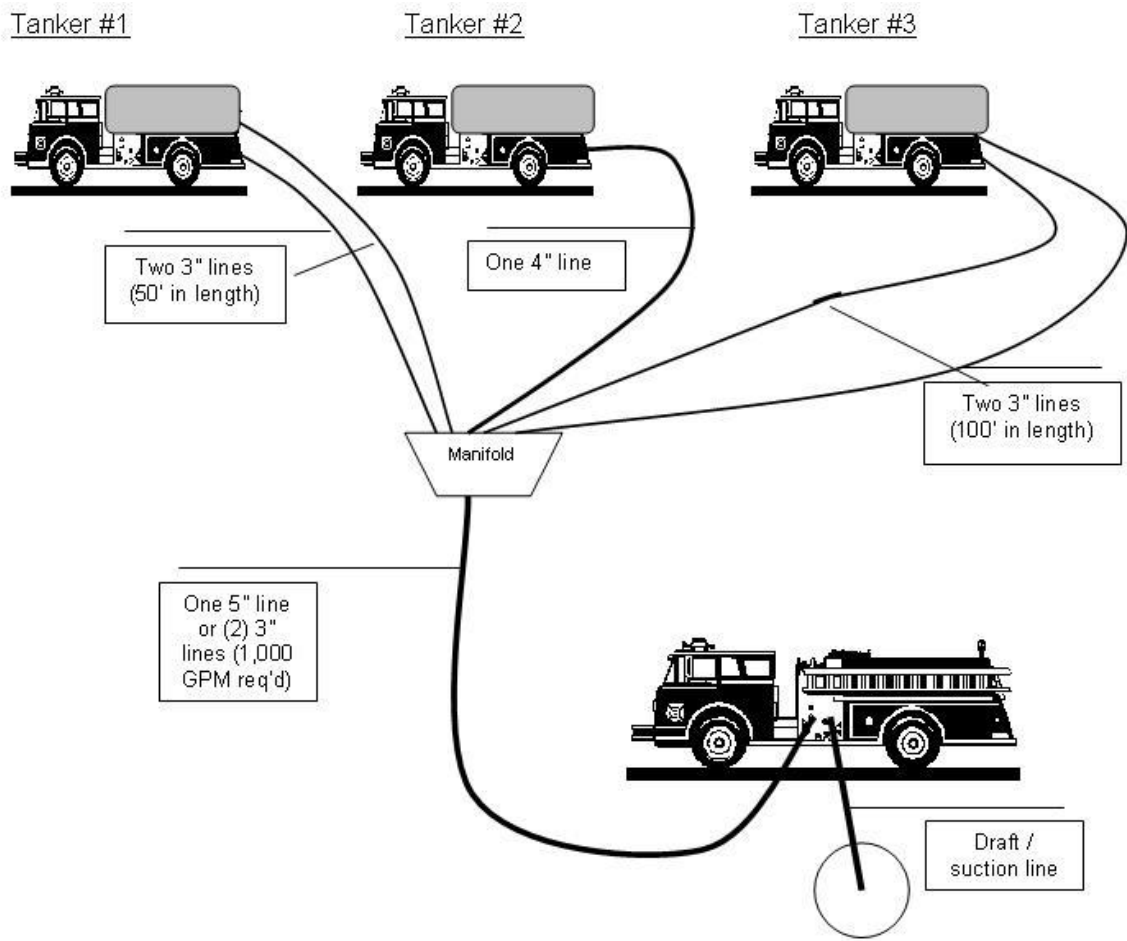 Tanker #1
Tanker #2
Tanker #3
Two 3" lines
(50' in length)
One 4" line
Two 3" lines
(100' in length)
Manifold
One 5" line
or (2) 3"
lines (1,000
GPM req'd)
Draft /
suction line